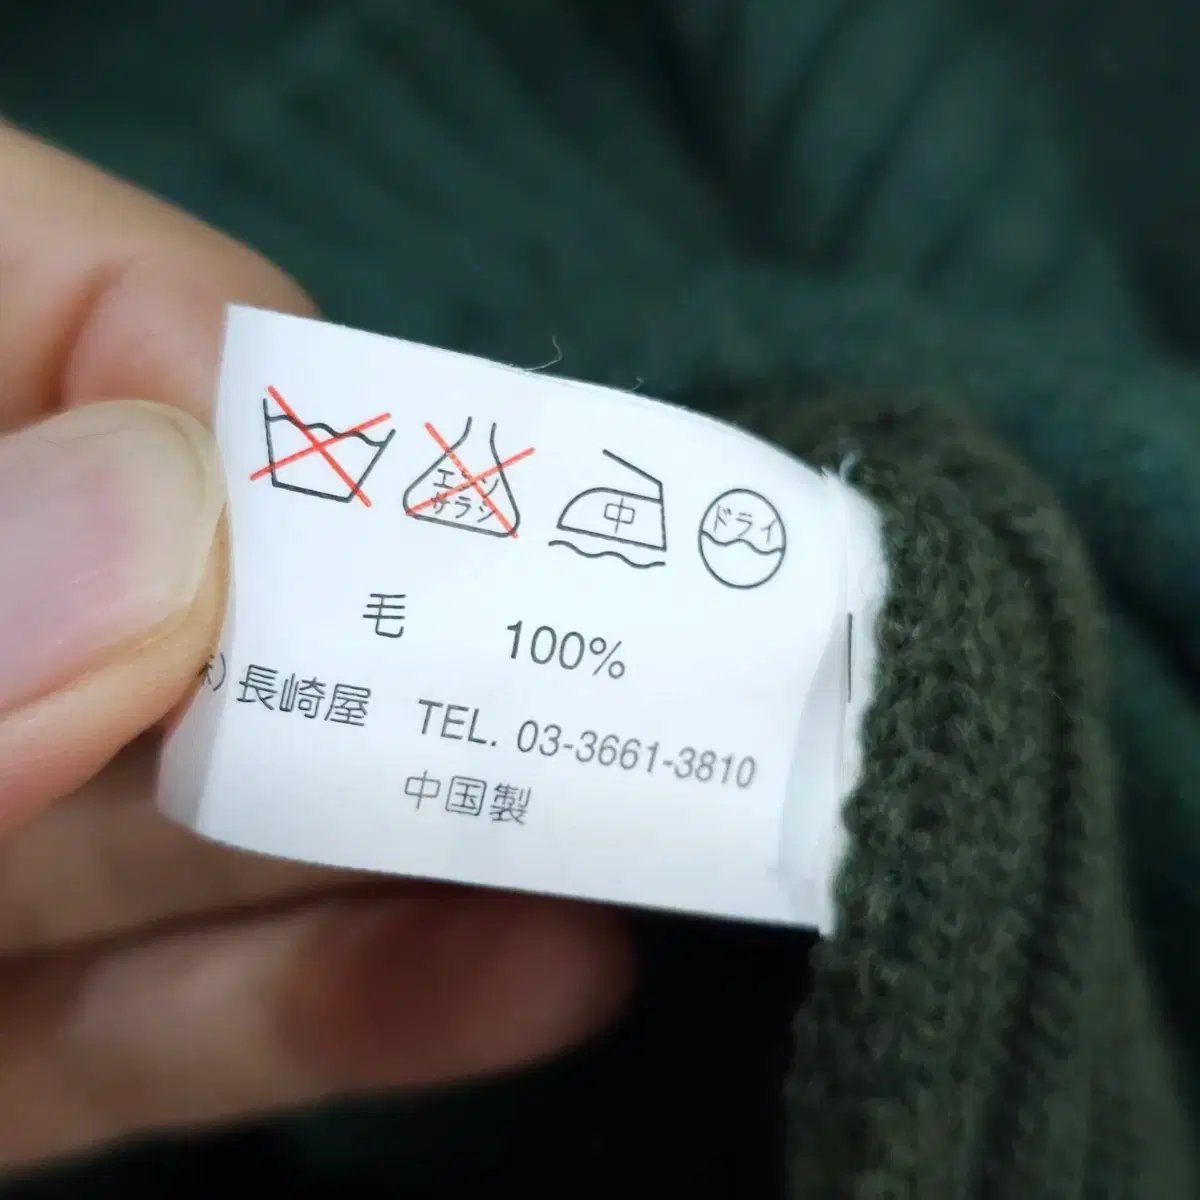 エンソ
サラシ
中
ドライ
毛 100%
株) 長崎屋 TEL. 03-3661-3810
中国製